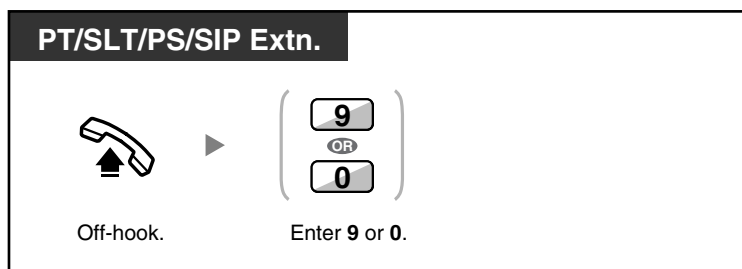 PT/SLT/PS/SIP Extn.
9
OR
0
Off-hook.
Enter 9 or 0.